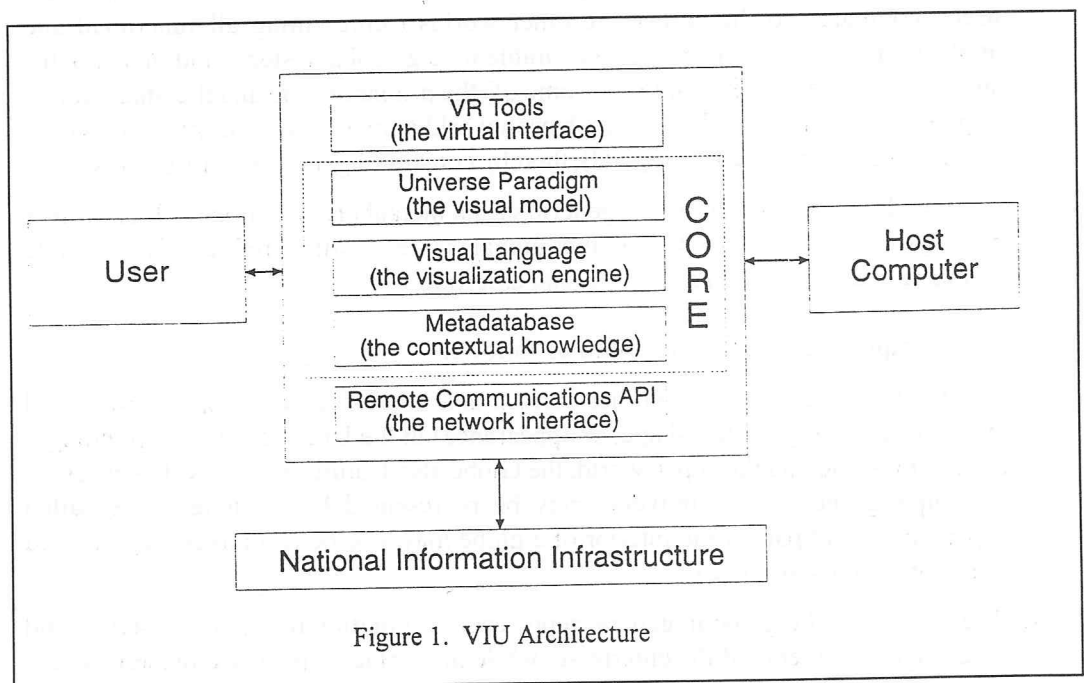 VR Tools
(the virtual interface)
Universe Paradigm
(the visual model)
Visual Language
(the visualization engine)
Metadatabase
(the contextual knowledge)
CORE
Remote Communications API
(the network interface)
User
Host
Computer
National Information Infrastructure
Figure 1. VIU Architecture